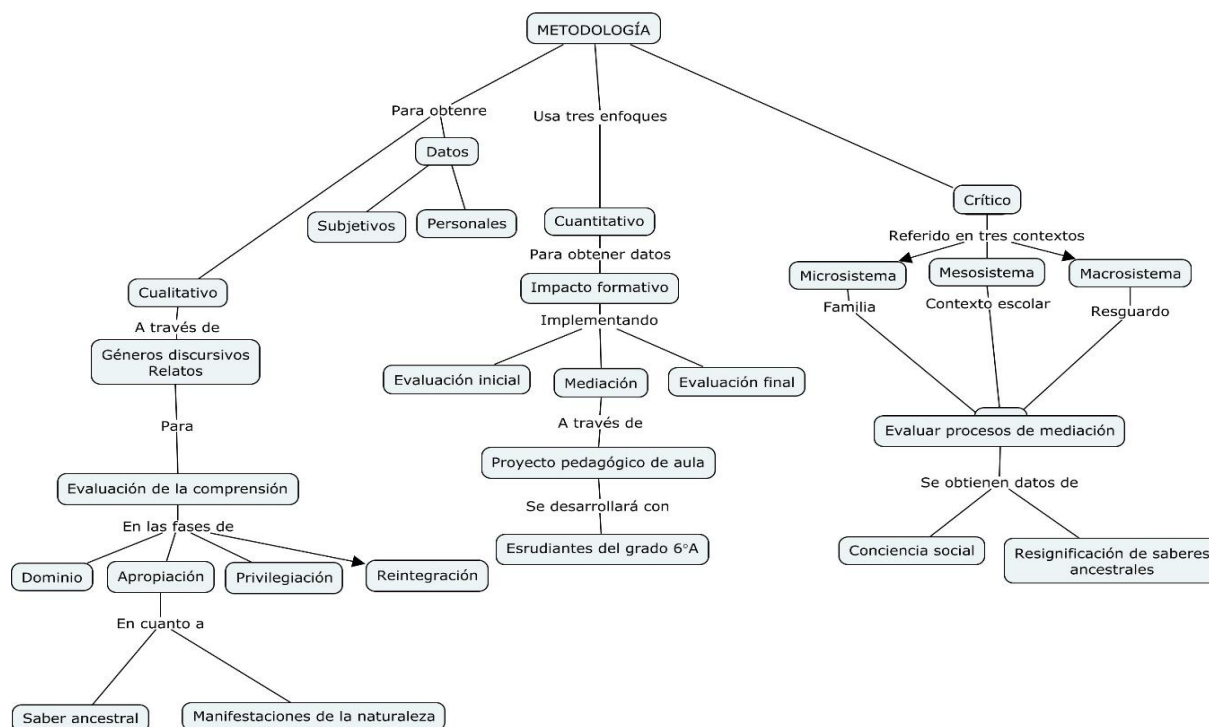 METODOLOGÍA
Para obtenre
Usa tres enfoques
Datos
Subjetivos
Personales
Cuantitativo
Crítico
Para obtener datos
Referido en tres contextos
Cualitativo
Impacto formativo
Microsistema
Mesosistema
Macrosistema
A través de
Implementando
Familia
Contexto escolar
Resguardo
Géneros discursivos
Relatos
Evaluación inicial
Mediación
Evaluación final
Para
A través de
Evaluar procesos de mediación
Evaluación de la comprensión
Proyecto pedagógico de aula
Se obtienen datos de
En las fases de
Se desarrollará con
Dominio
Apropiación
Privilegiación
Reintegración
Esrudiantes del grado 6°A
Conciencia social
Resignificación de saberes
ancestrales
En cuanto a
Saber ancestral
Manifestaciones de la naturaleza